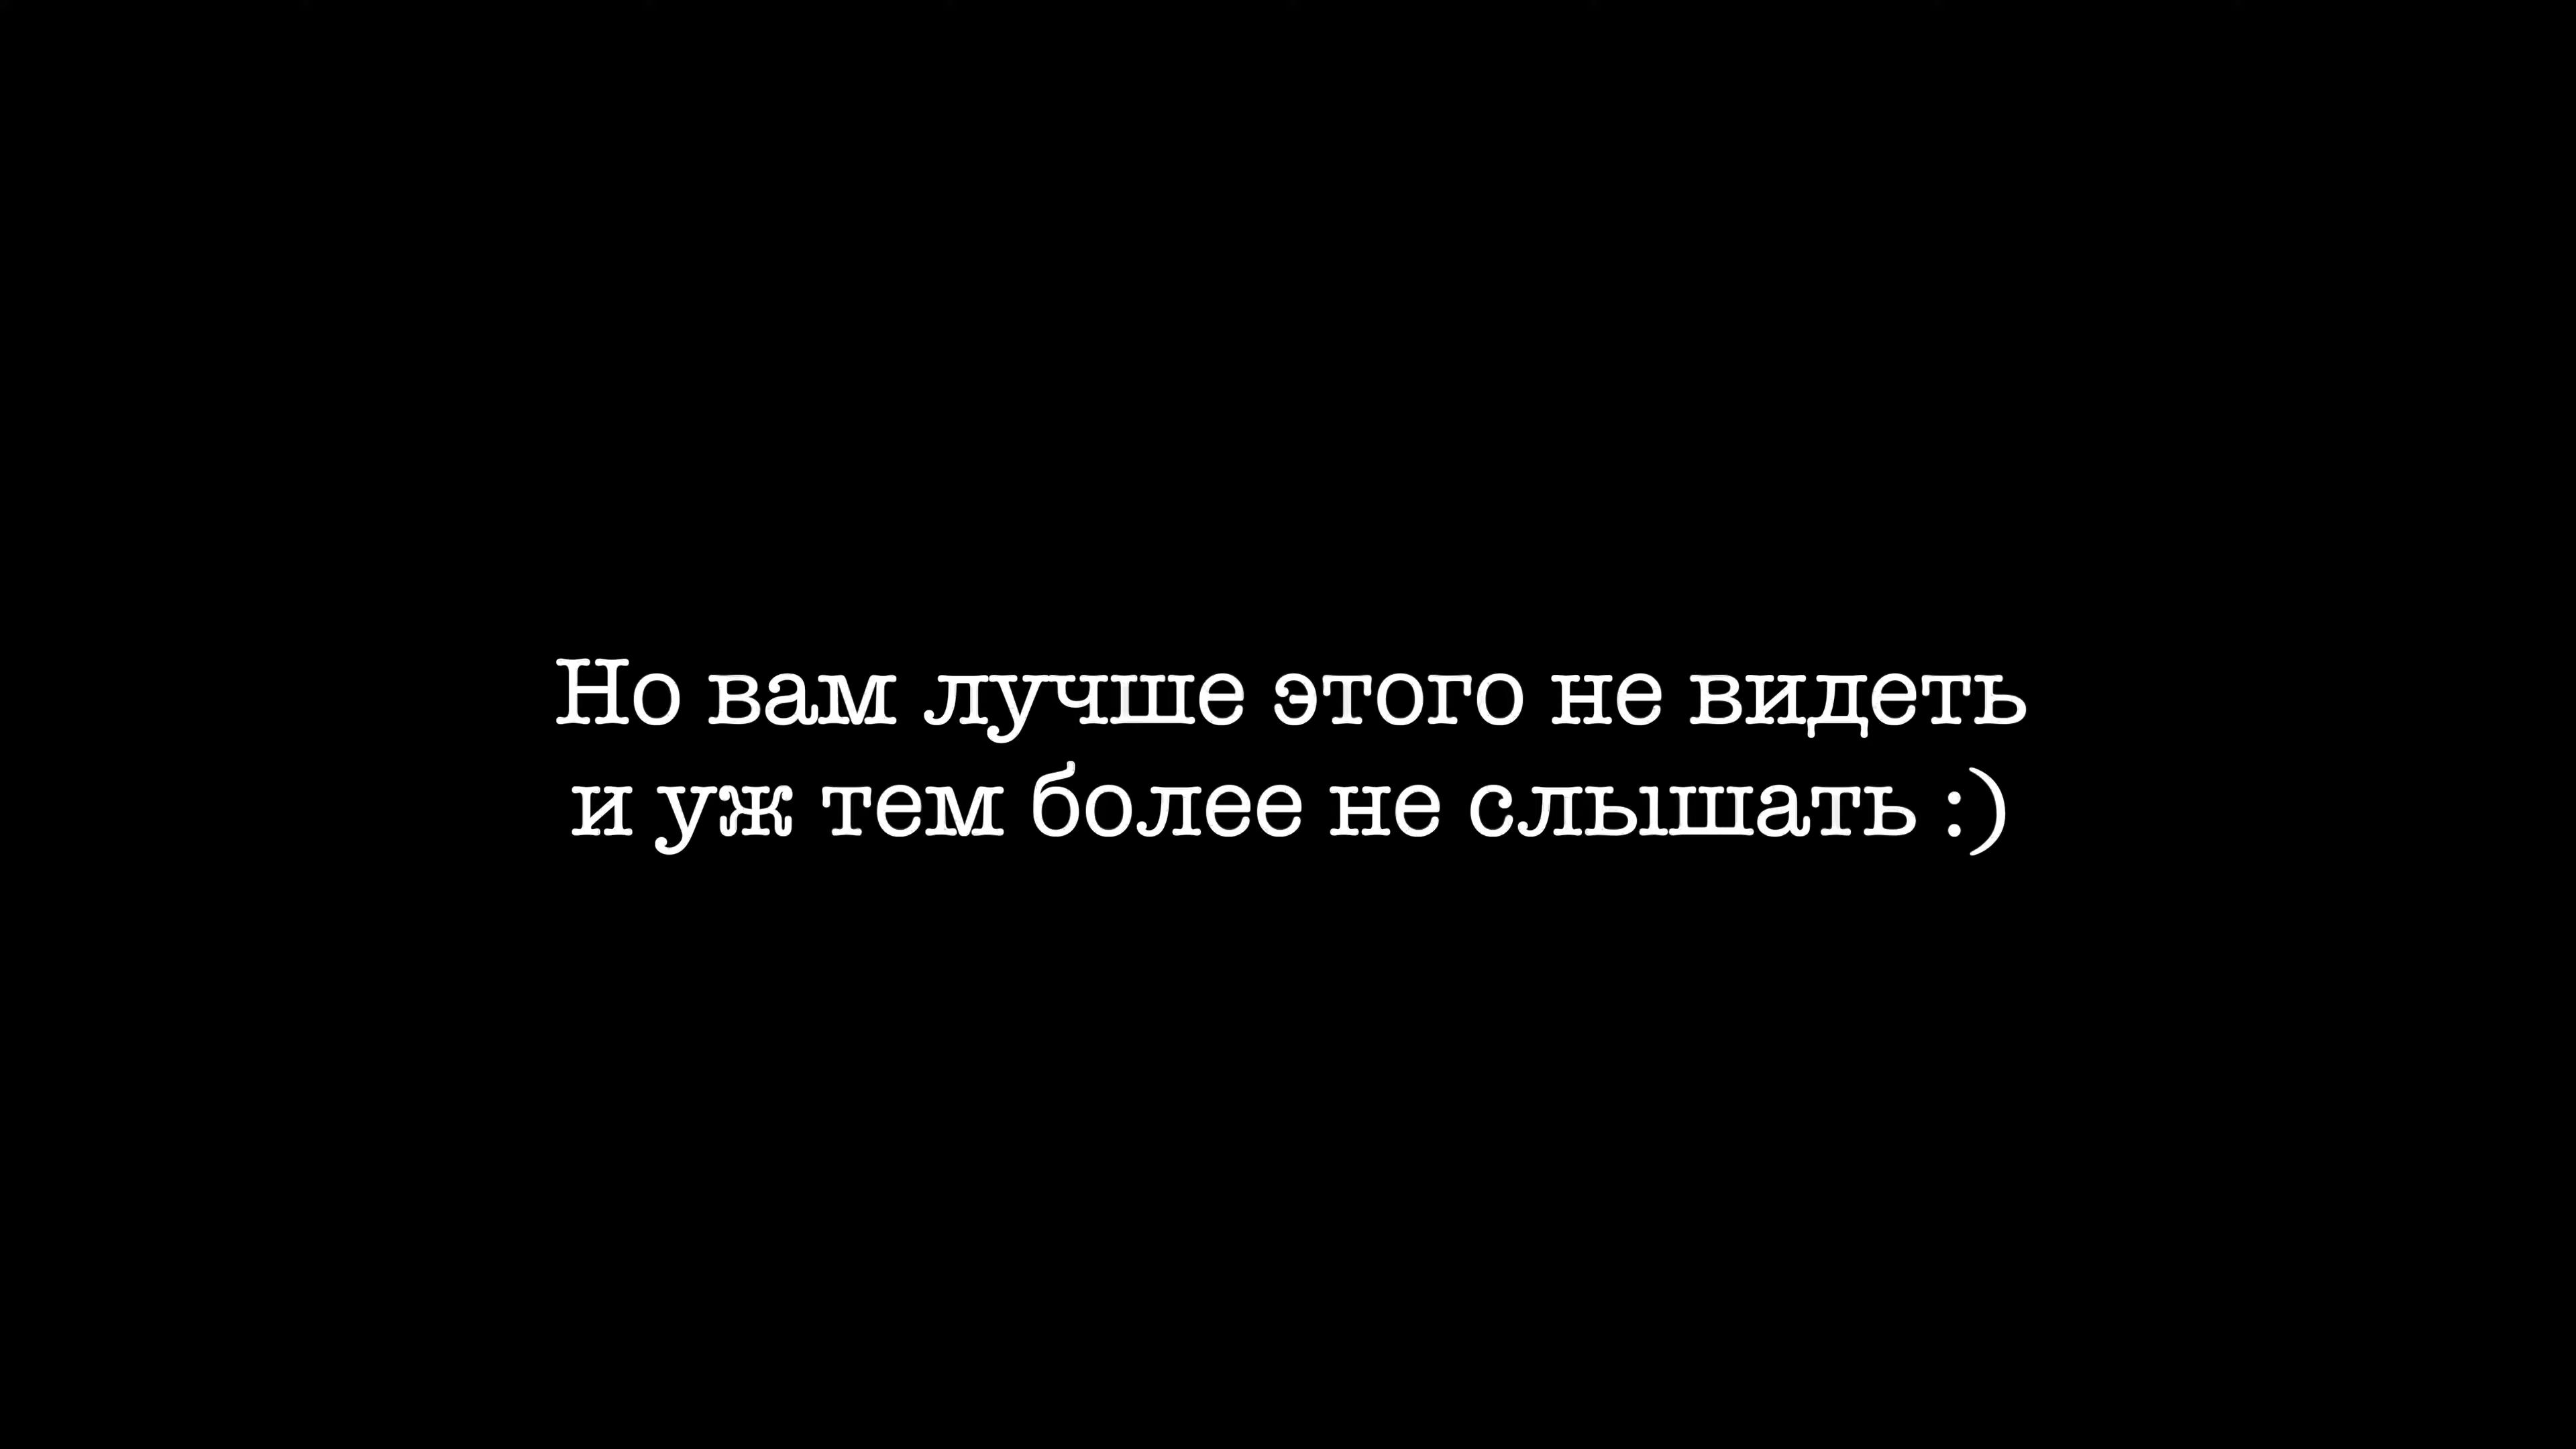 Но вам лучше этого не видеть
и уж тем более не слышать :)